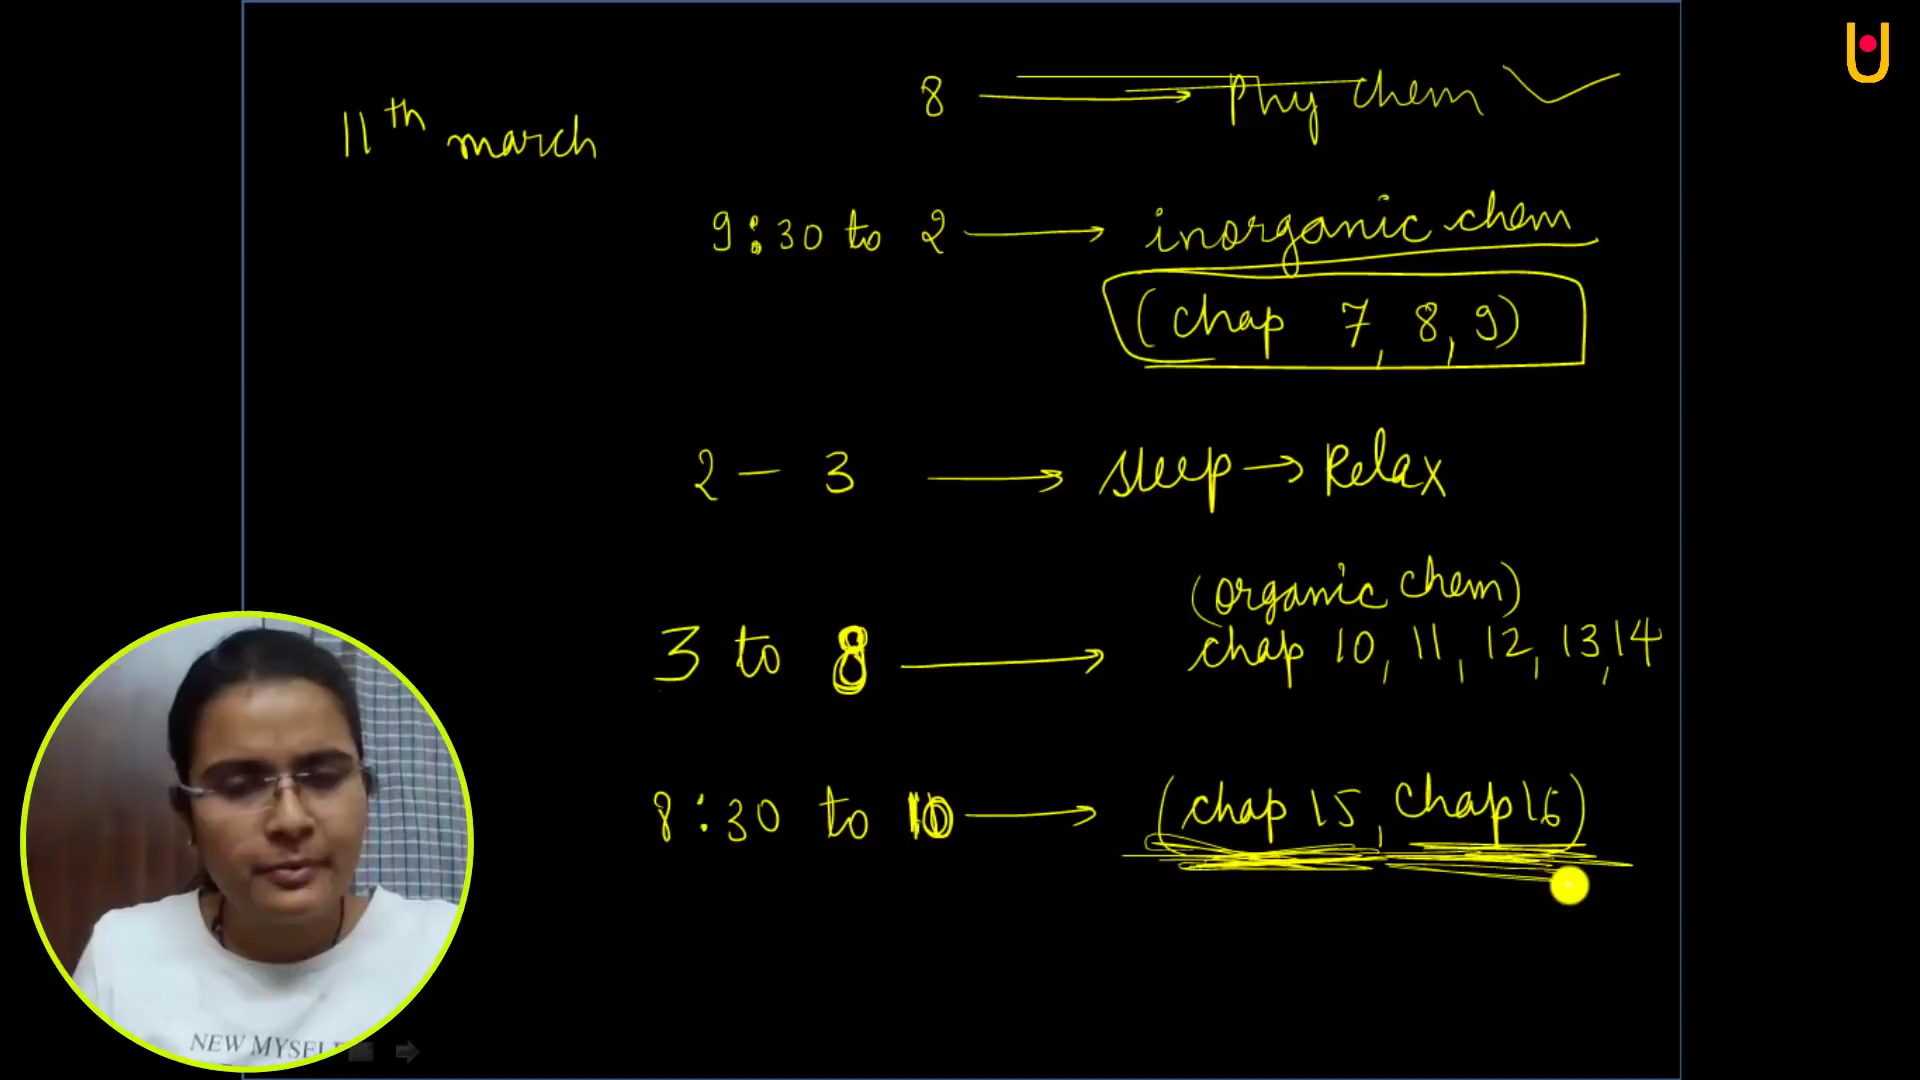 8 → Phy chem
11th march
9:30 to 2 → inorganic chem
(chap 7, 8, 9)
2 - 3 → sleep → Relax
(organic chem)
3 to 8 → chap 10, 11, 12, 13, 14
8:30 to 10 → (chap 15, chap 16)
NEW MYSELF